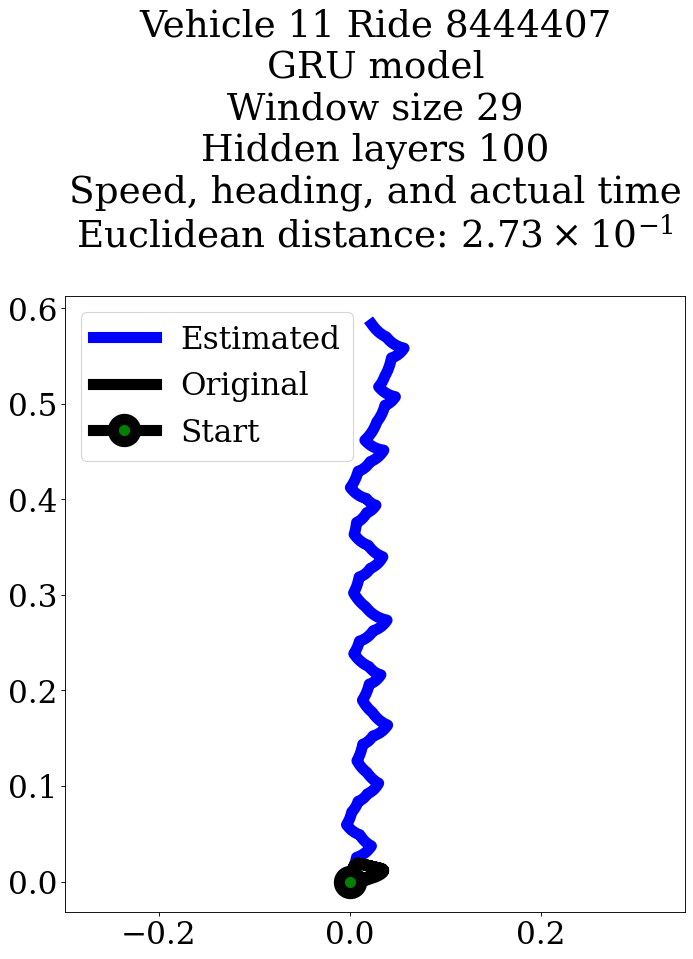 Vehicle 11 Ride 8444407
GRU model
Window size 29
Hidden layers 100
Speed, heading, and actual time
Euclidean distance: 2.73 × 10⁻¹
Estimated
Original
Start
0.6
0.5
0.4
0.3
0.2
0.1
0.0
−0.2 0.0 0.2